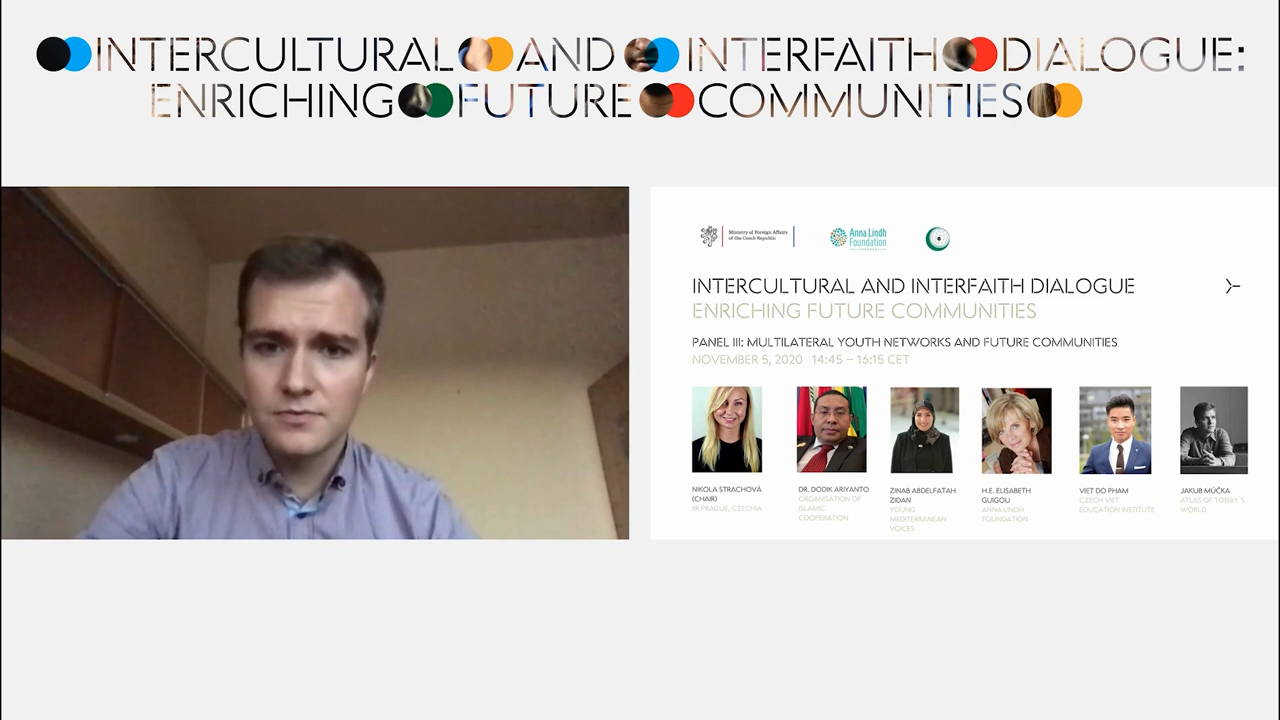 INTERCULTURAL AND INTERFAITH DIALOGUE:
ENRICHING FUTURE COMMUNITIES
Ministry of Foreign Affairs
of the Czech Republic
Anna Lindh
Foundation
INTERCULTURAL AND INTERFAITH DIALOGUE
ENRICHING FUTURE COMMUNITIES
PANEL III: MULTILATERAL YOUTH NETWORKS AND FUTURE COMMUNITIES
NOVEMBER 5, 2020 14:45 – 16:15 CET
NIKOLA STRACHOVÁ
(CHAIR)
IIR PRAGUE, CZECHIA
DR. DODIK ARIYANTO
ORGANISATION OF
ISLAMIC
COOPERATION
ZINAB ABDELFATAH
ZIDAN
YOUNG
MEDITERRANEAN
VOICES
H.E. ELISABETH
GUIGOU
ANNA LINDH
FOUNDATION
VIET DO PHAM
CZECH VIET
EDUCATION INSTITUTE
JAKUB MÚČKA
ATLAS OF TODAY´S
WORLD